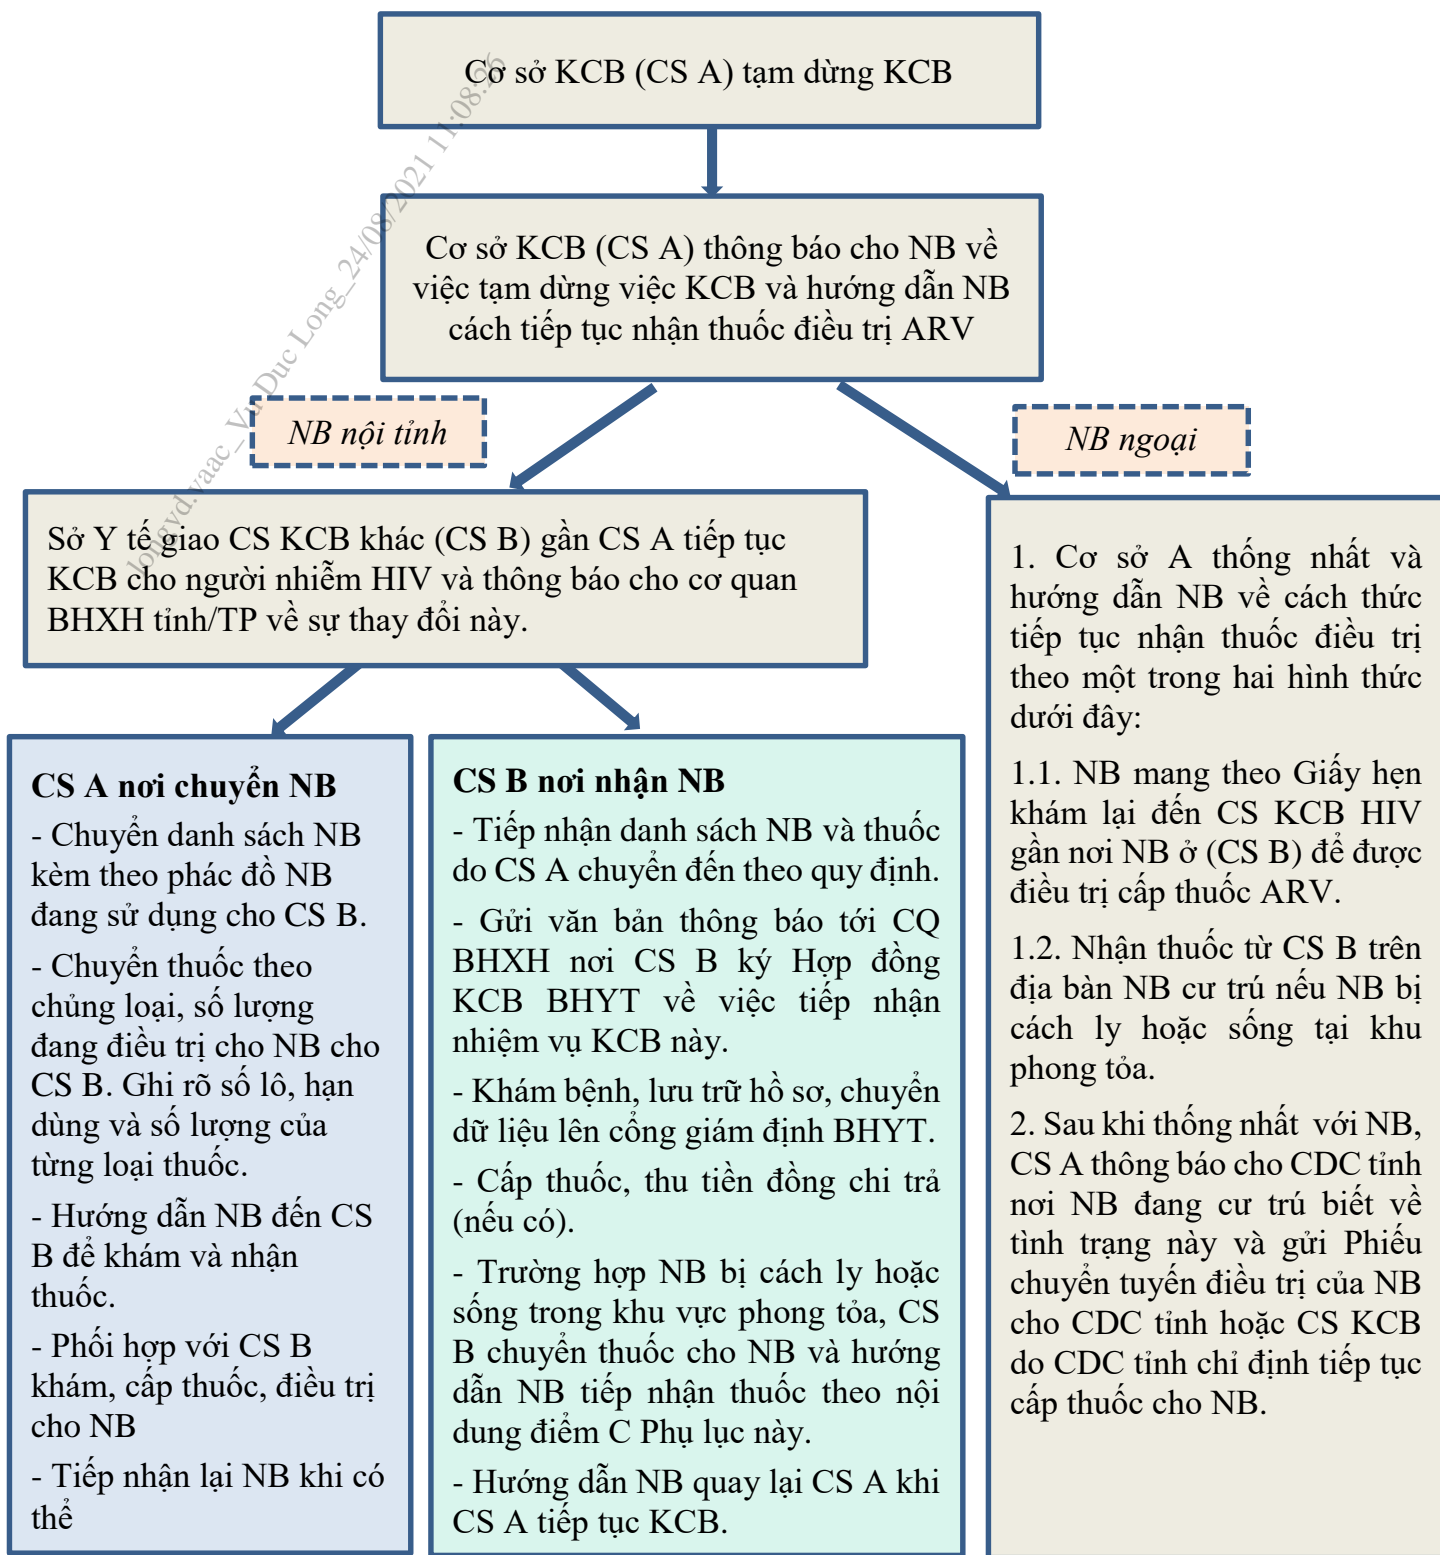 Cơ sở KCB (CS A) tạm dừng KCB
Cơ sở KCB (CS A) thông báo cho NB về
việc tạm dừng việc KCB và hướng dẫn NB
cách tiếp tục nhận thuốc điều trị ARV
NB nội tỉnh
NB ngoại
Sở Y tế giao CS KCB khác (CS B) gần CS A tiếp tục
KCB cho người nhiễm HIV và thông báo cho cơ quan
BHXH tỉnh/TP về sự thay đổi này.
CS A nơi chuyển NB
- Chuyển danh sách NB
kèm theo phác đồ NB
đang sử dụng cho CS B.
- Chuyển thuốc theo
chủng loại, số lượng
đang điều trị cho NB cho
CS B. Ghi rõ số lô, hạn
dùng và số lượng của
từng loại thuốc.
- Hướng dẫn NB đến CS
B để khám và nhận
thuốc.
- Phối hợp với CS B
khám, cấp thuốc, điều trị
cho NB
- Tiếp nhận lại NB khi có
thể
CS B nơi nhận NB
- Tiếp nhận danh sách NB và thuốc
do CS A chuyển đến theo quy định.
- Gửi văn bản thông báo tới CQ
BHXH nơi CS B ký Hợp đồng
KCB BHYT về việc tiếp nhận
nhiệm vụ KCB này.
- Khám bệnh, lưu trữ hồ sơ, chuyển
dữ liệu lên cổng giám định BHYT.
- Cấp thuốc, thu tiền đồng chi trả
(nếu có).
- Trường hợp NB bị cách ly hoặc
sống trong khu vực phong tỏa, CS
B chuyển thuốc cho NB và hướng
dẫn NB tiếp nhận thuốc theo nội
dung điểm C Phụ lục này.
- Hướng dẫn NB quay lại CS A khi
CS A tiếp tục KCB.
1. Cơ sở A thống nhất và
hướng dẫn NB về cách thức
tiếp tục nhận thuốc điều trị
theo một trong hai hình thức
dưới đây:
1.1. NB mang theo Giấy hẹn
khám lại đến CS KCB HIV
gần nơi NB ở (CS B) để được
điều trị cấp thuốc ARV.
1.2. Nhận thuốc từ CS B trên
địa bàn NB cư trú nếu NB bị
cách ly hoặc sống tại khu
phong tỏa.
2. Sau khi thống nhất với NB,
CS A thông báo cho CDC tỉnh
nơi NB đang cư trú biết về
tình trạng này và gửi Phiếu
chuyển tuyến điều trị của NB
cho CDC tỉnh hoặc CS KCB
do CDC tỉnh chỉ định tiếp tục
cấp thuốc cho NB.
longvd.vaac_Vu Duc Long_24/08/2021 11:08:26